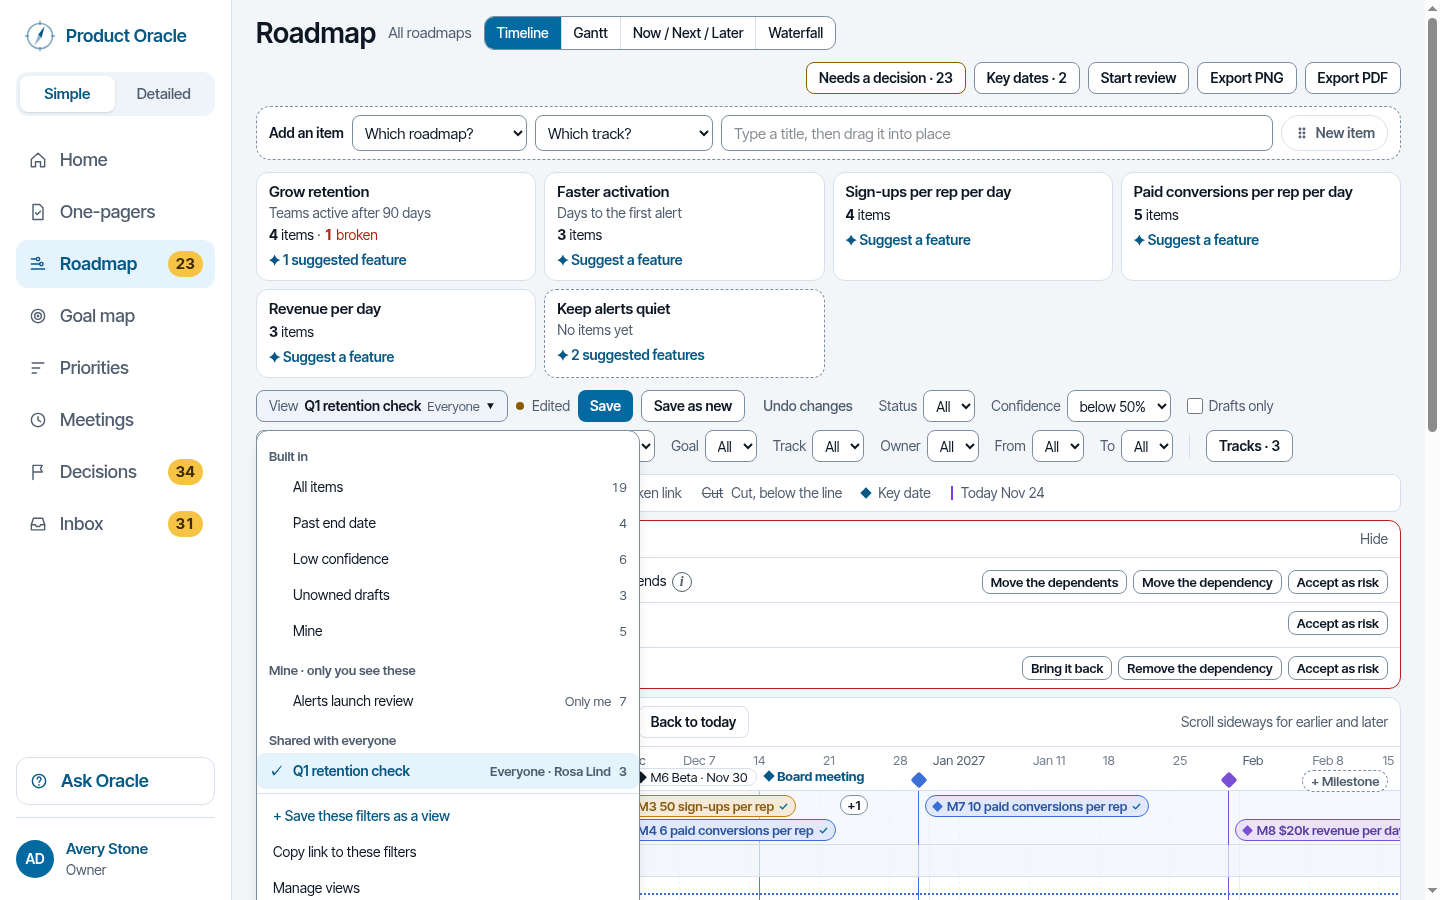 Product Oracle
Simple
Detailed
Home
One-pagers
Roadmap
23
Goal map
Priorities
Meetings
Decisions
34
Inbox
31
Ask Oracle
AD
Avery Stone
Owner
Roadmap
All roadmaps
Timeline
Gantt
Now / Next / Later
Waterfall
Needs a decision · 23
Key dates · 2
Start review
Export PNG
Export PDF
Add an item
Which roadmap?
Which track?
Type a title, then drag it into place
New item
Grow retention
Teams active after 90 days
4 items · 1 broken
1 suggested feature
Faster activation
Days to the first alert
3 items
Suggest a feature
Sign-ups per rep per day
4 items
Suggest a feature
Paid conversions per rep per day
5 items
Suggest a feature
Revenue per day
3 items
Suggest a feature
Keep alerts quiet
No items yet
2 suggested features
View Q1 retention check Everyone
Edited
Save
Save as new
Undo changes
Status
All
Confidence
below 50%
Drafts only
Goal
All
Track
All
Owner
All
From
All
To
All
Tracks · 3
Built in
All items 19
Past end date 4
Low confidence 6
Unowned drafts 3
Mine 5
Mine · only you see these
Alerts launch review Only me 7
Shared with everyone
✓ Q1 retention check Everyone · Rosa Lind 3
+ Save these filters as a view
Copy link to these filters
Manage views
ken link
Cut Cut, below the line
Key date
Today Nov 24
Hide
ends i
Move the dependents
Move the dependency
Accept as risk
Accept as risk
Bring it back
Remove the dependency
Accept as risk
Back to today
Scroll sideways for earlier and later
c
Dec 7
14
21
28
Jan 2027
Jan 11
18
25
Feb
Feb 8
15
M6 Beta · Nov 30
Board meeting
+ Milestone
M3 50 sign-ups per rep ✓
+1
M7 10 paid conversions per rep ✓
M4 6 paid conversions per rep ✓
M8 $20k revenue per day